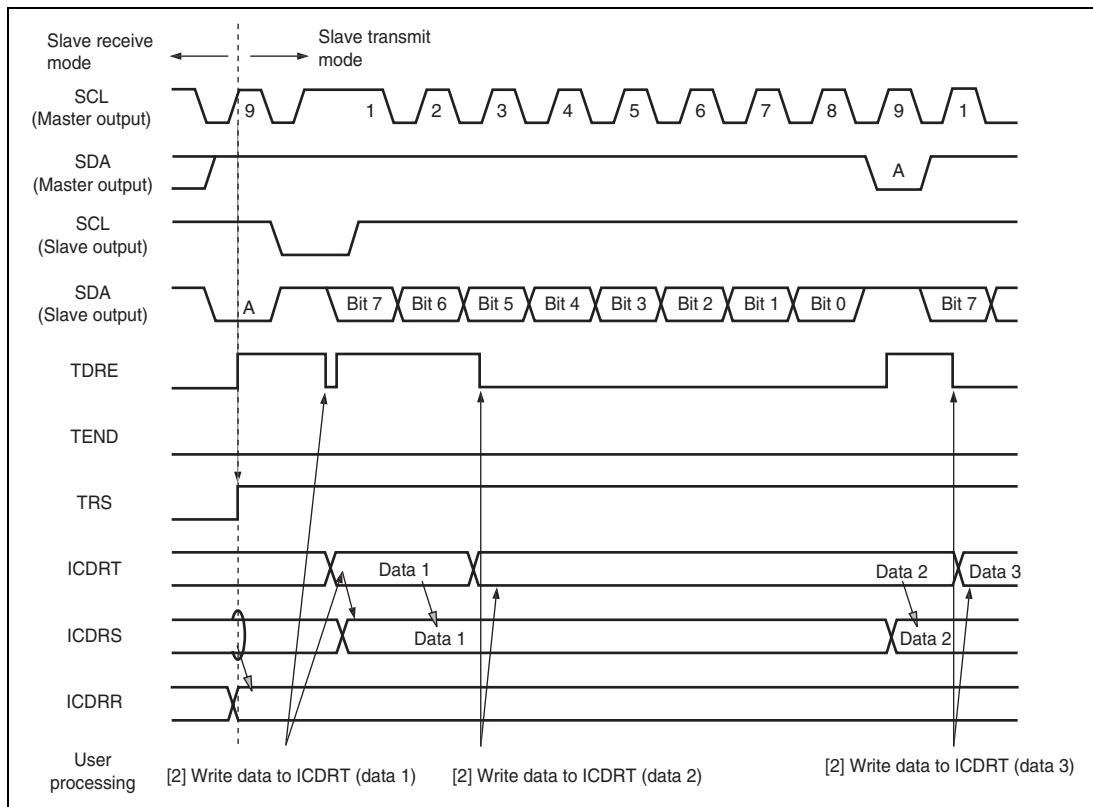 Slave receive mode
Slave transmit mode
SCL (Master output)
9 1 2 3 4 5 6 7 8 9 1
SDA (Master output)
A
SCL (Slave output)
SDA (Slave output)
A Bit 7 Bit 6 Bit 5 Bit 4 Bit 3 Bit 2 Bit 1 Bit 0 Bit 7
TDRE
TEND
TRS
ICDRT
Data 1 Data 2 Data 3
ICDRS
Data 1 Data 2
ICDRR
User processing
[2] Write data to ICDRT (data 1) [2] Write data to ICDRT (data 2) [2] Write data to ICDRT (data 3)